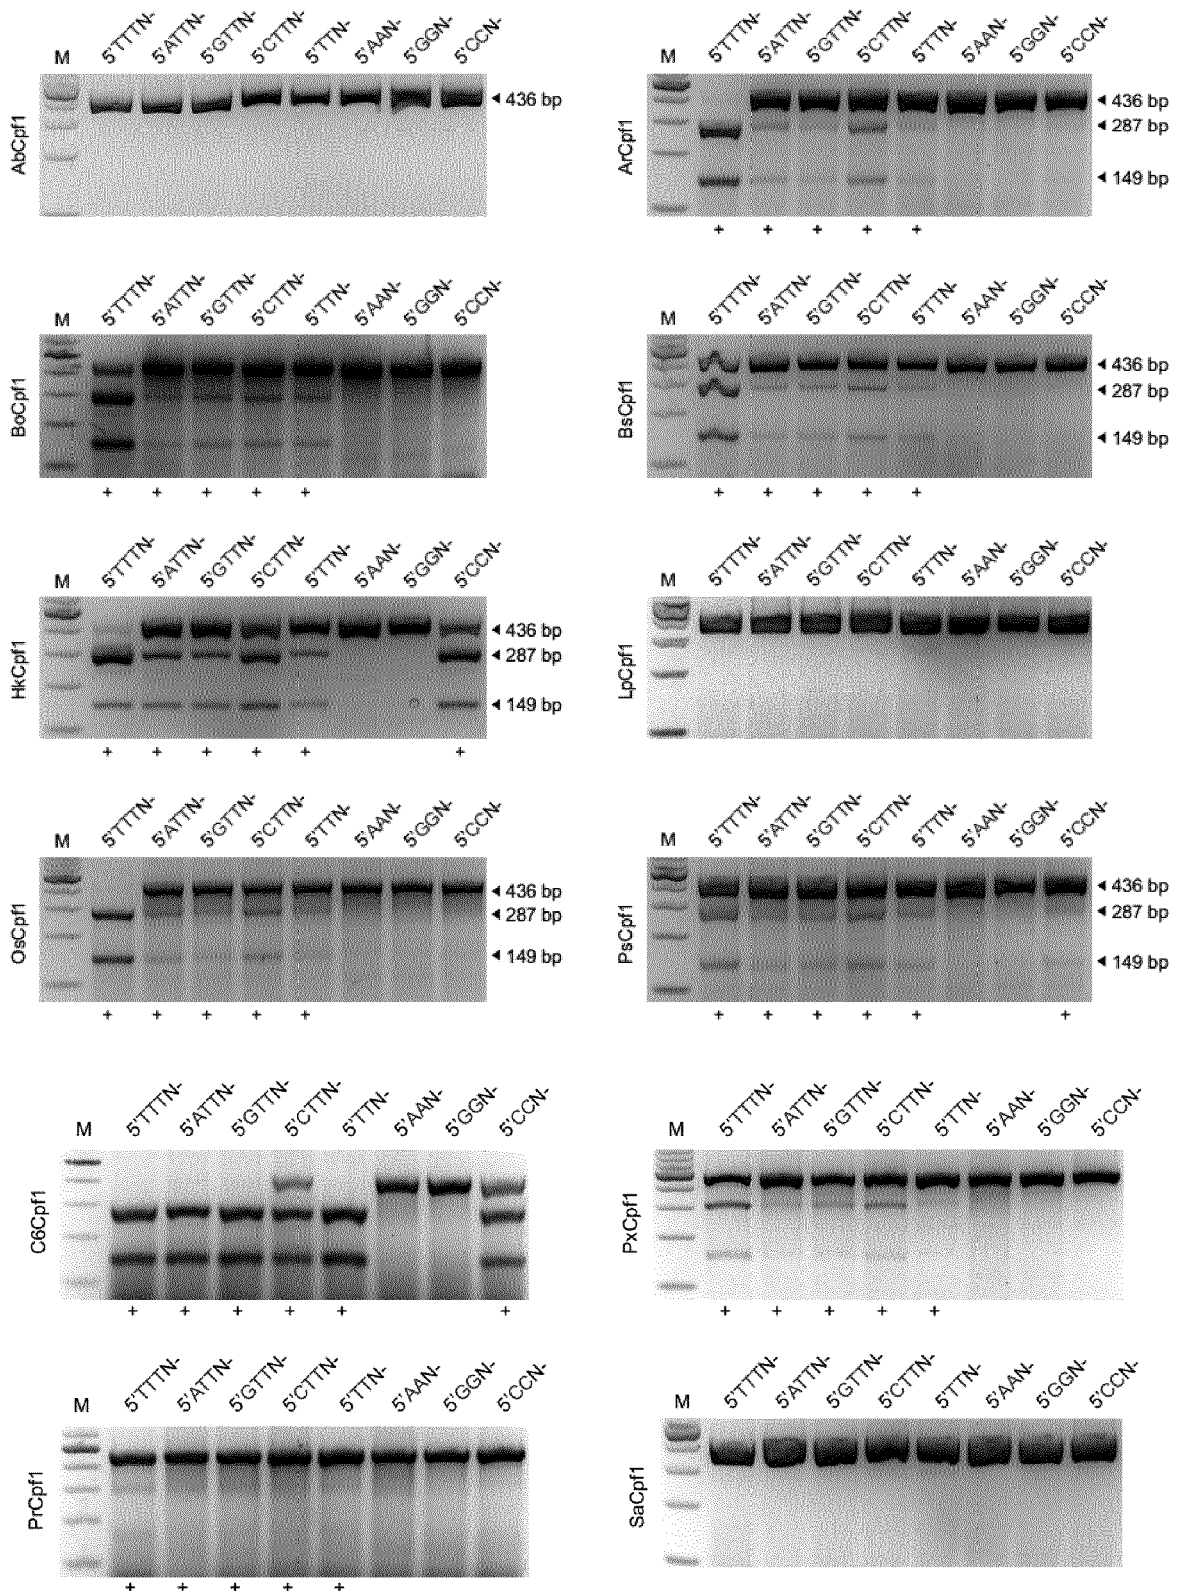 M 5'TTTN- 5'ATTN- 5'GTTN- 5'CTTN- 5'TTN- 5'AAN- 5'GGN- 5'CCN-
AbCpf1
◄ 436 bp
M 5'TTTN- 5'ATTN- 5'GTTN- 5'CTTN- 5'TTN- 5'AAN- 5'GGN- 5'CCN-
ArCpf1
◄ 436 bp
◄ 287 bp
◄ 149 bp
+ + + + +
M 5'TTTN- 5'ATTN- 5'GTTN- 5'CTTN- 5'TTN- 5'AAN- 5'GGN- 5'CCN-
BoCpf1
+ + + + +
M 5'TTTN- 5'ATTN- 5'GTTN- 5'CTTN- 5'TTN- 5'AAN- 5'GGN- 5'CCN-
BsCpf1
◄ 436 bp
◄ 287 bp
◄ 149 bp
+ + + + +
M 5'TTTN- 5'ATTN- 5'GTTN- 5'CTTN- 5'TTN- 5'AAN- 5'GGN- 5'CCN-
HkCpf1
◄ 436 bp
◄ 287 bp
◄ 149 bp
+ + + + + +
M 5'TTTN- 5'ATTN- 5'GTTN- 5'CTTN- 5'TTN- 5'AAN- 5'GGN- 5'CCN-
LpCpf1
M 5'TTTN- 5'ATTN- 5'GTTN- 5'CTTN- 5'TTN- 5'AAN- 5'GGN- 5'CCN-
OsCpf1
◄ 436 bp
◄ 287 bp
◄ 149 bp
+ + + + +
M 5'TTTN- 5'ATTN- 5'GTTN- 5'CTTN- 5'TTN- 5'AAN- 5'GGN- 5'CCN-
PsCpf1
◄ 436 bp
◄ 287 bp
◄ 149 bp
+ + + + + +
M 5'TTTN- 5'ATTN- 5'GTTN- 5'CTTN- 5'TTN- 5'AAN- 5'GGN- 5'CCN-
C6Cpf1
+ + + + + +
M 5'TTTN- 5'ATTN- 5'GTTN- 5'CTTN- 5'TTN- 5'AAN- 5'GGN- 5'CCN-
PxCpf1
+ + + + +
M 5'TTTN- 5'ATTN- 5'GTTN- 5'CTTN- 5'TTN- 5'AAN- 5'GGN- 5'CCN-
PrCpf1
+ + + + +
M 5'TTTN- 5'ATTN- 5'GTTN- 5'CTTN- 5'TTN- 5'AAN- 5'GGN- 5'CCN-
SaCpf1